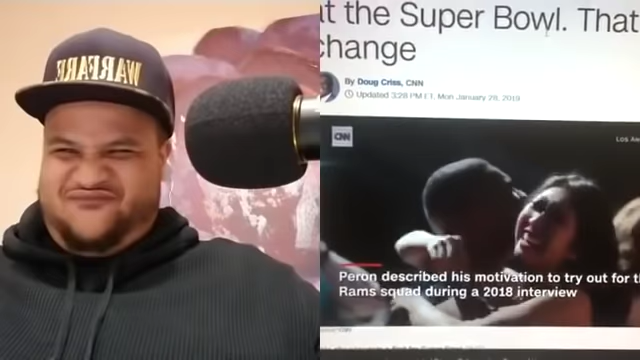 WARFARE
t the Super Bowl. That
change
By Doug Criss, CNN
Updated 3:28 PM ET, Mon January 28, 2019
CNN
Los
Peron described his motivation to try out for
Rams squad during a 2018 interview